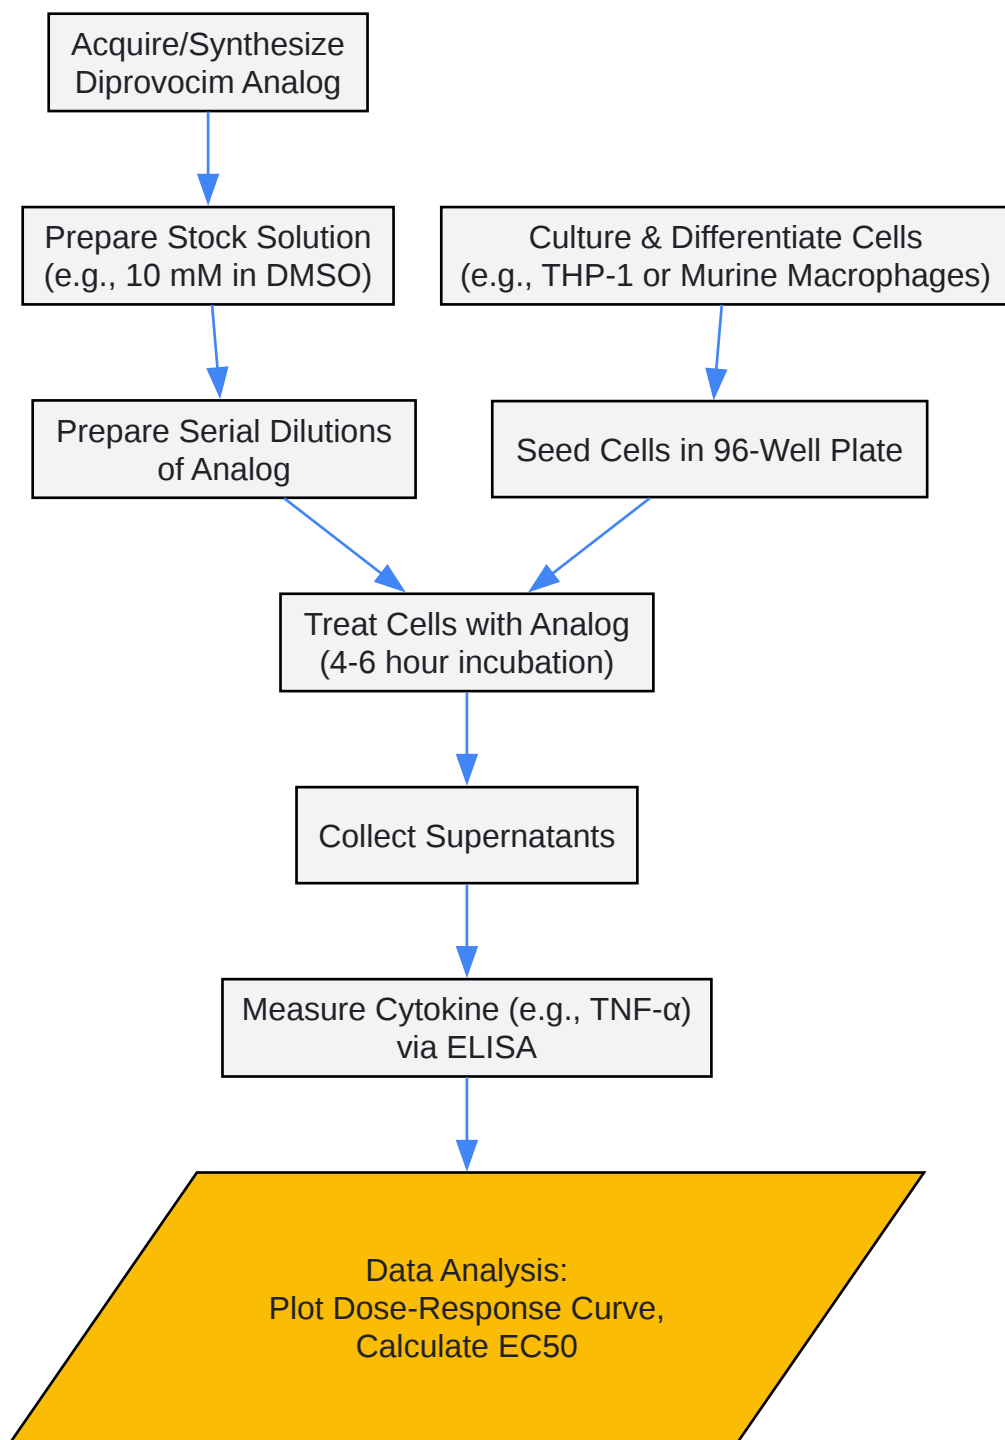 Acquire/Synthesize
Diprovocim Analog
Prepare Stock Solution
(e.g., 10 mM in DMSO)
Culture & Differentiate Cells
(e.g., THP-1 or Murine Macrophages)
Prepare Serial Dilutions
of Analog
Seed Cells in 96-Well Plate
Treat Cells with Analog
(4-6 hour incubation)
Collect Supernatants
Measure Cytokine (e.g., TNF-α)
via ELISA
Data Analysis:
Plot Dose-Response Curve,
Calculate EC50